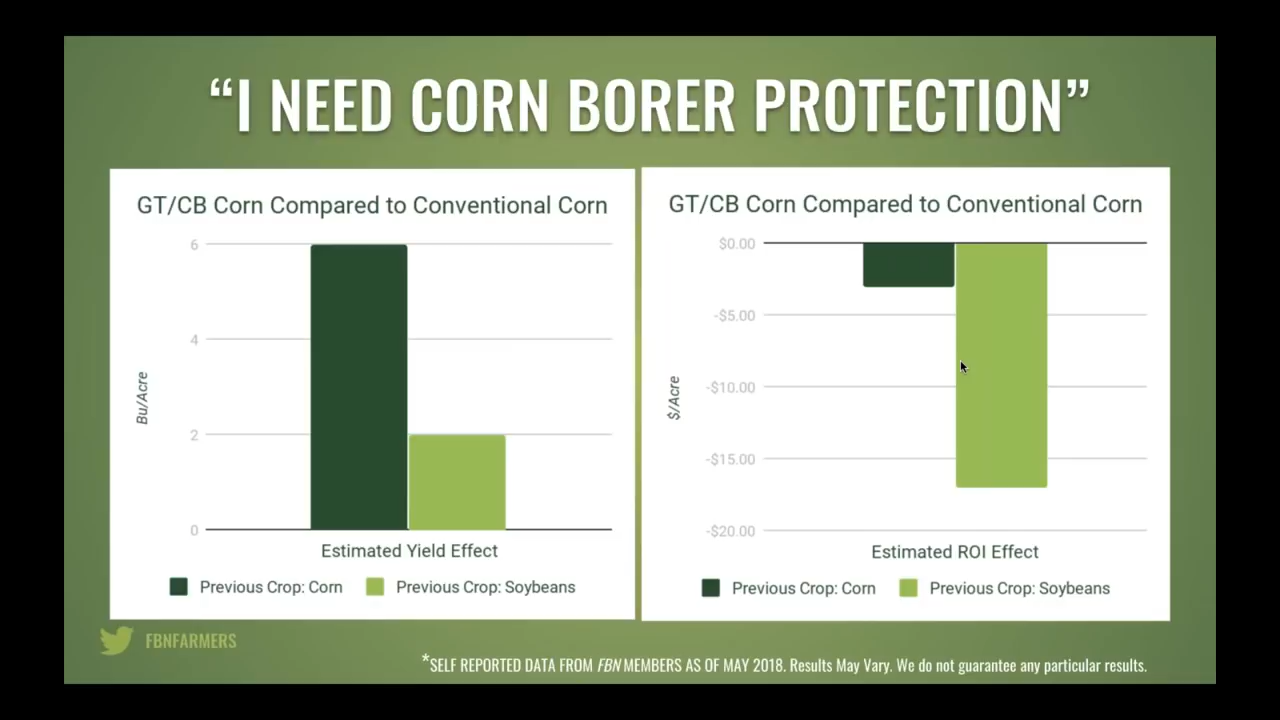 “I NEED CORN BORER PROTECTION”
GT/CB Corn Compared to Conventional Corn
6
4
2
0
Bu/Acre
Estimated Yield Effect
Previous Crop: Corn
Previous Crop: Soybeans
GT/CB Corn Compared to Conventional Corn
$0.00
-$5.00
-$10.00
-$15.00
-$20.00
$/Acre
Estimated ROI Effect
Previous Crop: Corn
Previous Crop: Soybeans
FBNFARMERS
*SELF REPORTED DATA FROM FBN MEMBERS AS OF MAY 2018. Results May Vary. We do not guarantee any particular results.